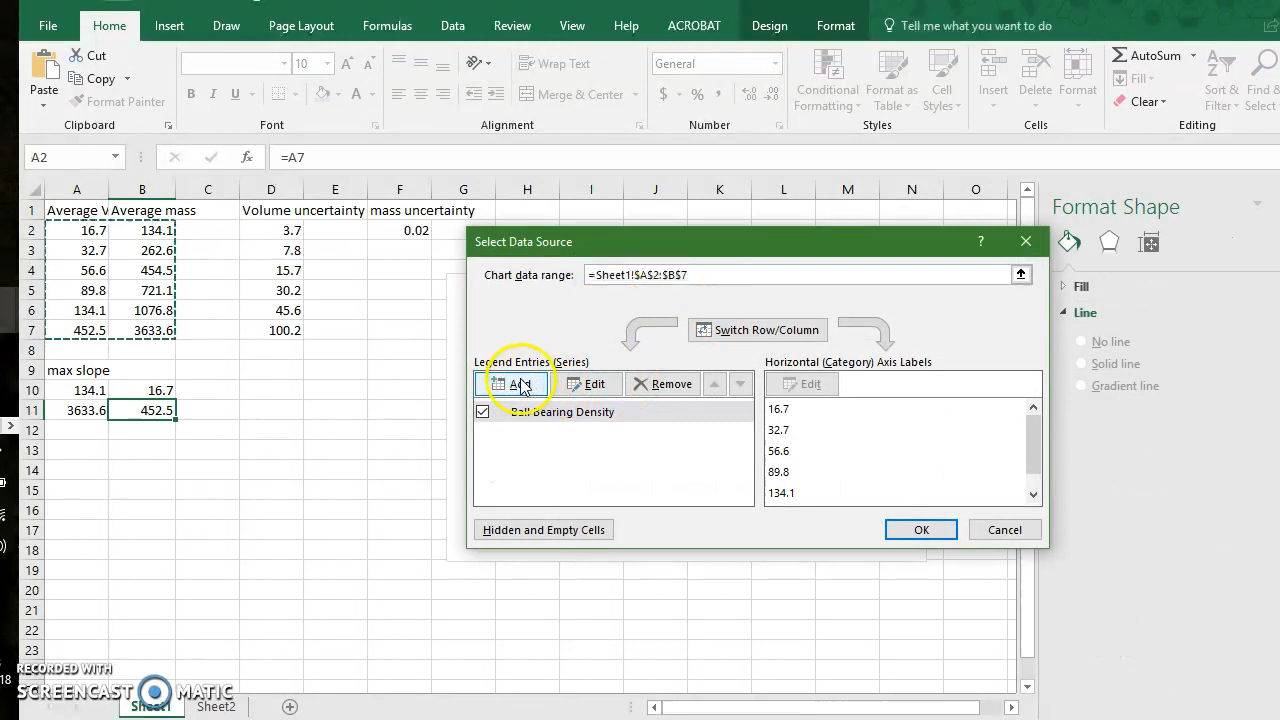 File Home Insert Draw Page Layout Formulas Data Review View Help ACROBAT Design Format Tell me what you want to do
Paste
Cut
Copy
Format Painter
Clipboard
10 A A
B I U A
Font
Wrap Text
Merge & Center
Alignment
General
$ %
Number
Conditional Formatting
Format as Table
Cell Styles
Styles
Insert Delete Format
Cells
AutoSum
Fill
Clear
Sort & Filter
Find &
Editing
A2 fx =A7
A B C D E F G H I J K L M N O
1 Average V Average mass Volume uncertainty mass uncertainty
2 16.7 134.1 3.7 0.02
3 32.7 262.6 7.8
4 56.6 454.5 15.7
5 89.8 721.1 30.2
6 134.1 1076.8 45.6
7 452.5 3633.6 100.2
8
9 max slope
10 134.1 16.7
11 3633.6 452.5
12
13
14
15
16
17
18
19
20
21
22
23
Select Data Source ?
Chart data range: =Sheet1!$A$2:$B$7
Switch Row/Column
Legend Entries (Series)
Add Edit Remove
Ball Bearing Density
Horizontal (Category) Axis Labels
Edit
16.7
32.7
56.6
89.8
134.1
Hidden and Empty Cells OK Cancel
Format Shape
Fill
Line
No line
Solid line
Gradient line
18
RECORDED WITH
SCREENCAST MATIC
Sheet1 Sheet2